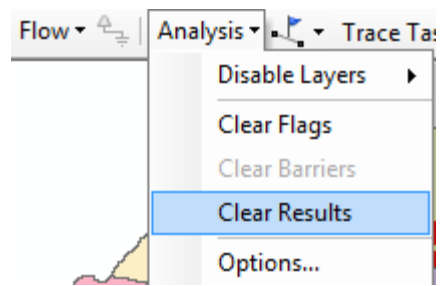 Flow Analysis Trace Tas
Disable Layers
Clear Flags
Clear Barriers
Clear Results
Options...